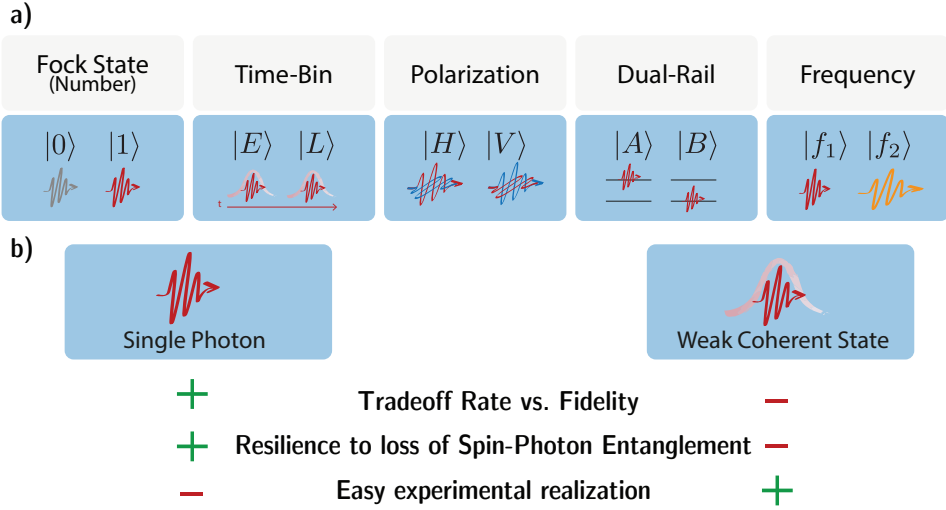 a)
Fock State
(Number)
Time-Bin
Polarization
Dual-Rail
Frequency
|0⟩ |1⟩
|E⟩ |L⟩
t
|H⟩ |V⟩
|A⟩ |B⟩
|f₁⟩ |f₂⟩
b)
Single Photon
Weak Coherent State
+ Tradeoff Rate vs. Fidelity −
+ Resilience to loss of Spin-Photon Entanglement −
− Easy experimental realization +